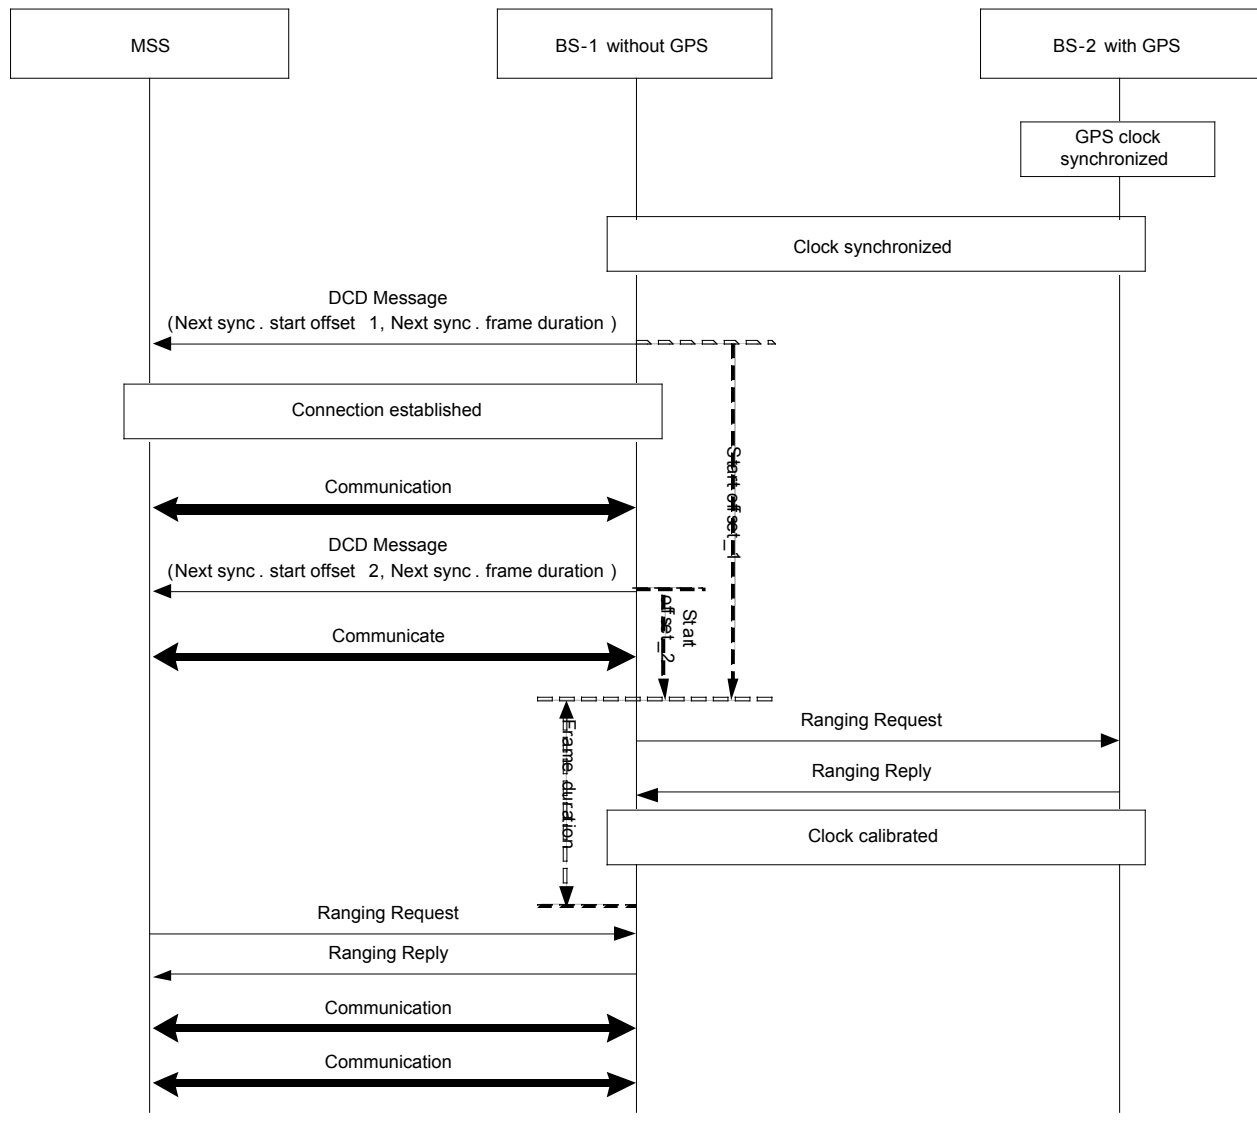 MSS
BS-1 without GPS
BS-2 with GPS
GPS clock
synchronized
Clock synchronized
DCD Message
(Next sync. start offset 1, Next sync. frame duration)
Connection established
Start offset_1
Communication
DCD Message
(Next sync. start offset 2, Next sync. frame duration)
Start
offset_2
Communicate
Ranging Request
Frame duration
Ranging Reply
Clock calibrated
Ranging Request
Ranging Reply
Communication
Communication